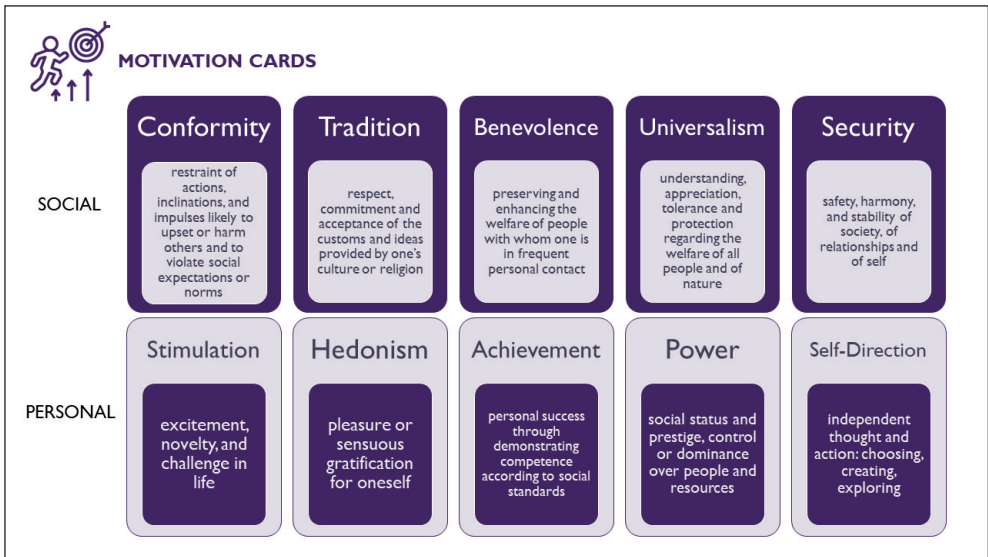 MOTIVATION CARDS
SOCIAL
Conformity
restraint of
actions,
inclinations, and
impulses likely to
upset or harm
others and to
violate social
expectations or
norms
Tradition
respect,
commitment and
acceptance of the
customs and ideas
provided by one's
culture or religion
Benevolence
preserving and
enhancing the
welfare of people
with whom one is
in frequent
personal contact
Universalism
understanding,
appreciation,
tolerance and
protection
regarding the
welfare of all
people and of
nature
Security
safety, harmony,
and stability of
society, of
relationships and
of self
PERSONAL
Stimulation
excitement,
novelty, and
challenge in
life
Hedonism
pleasure or
sensuous
gratification
for oneself
Achievement
personal success
through
demonstrating
competence
according to social
standards
Power
social status and
prestige, control
or dominance
over people and
resources
Self-Direction
independent
thought and
action: choosing,
creating,
exploring